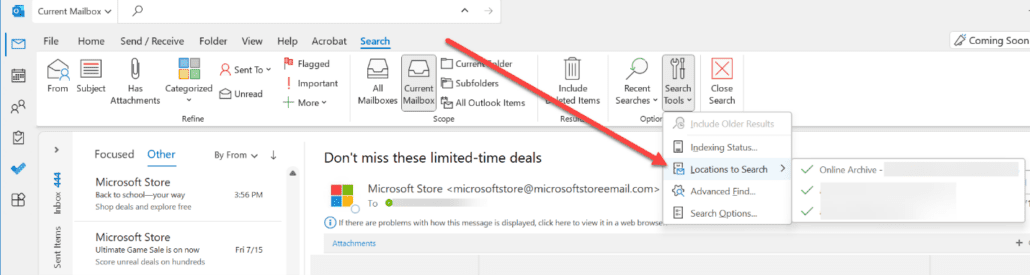 Current Mailbox
File Home Send / Receive Folder View Help Acrobat Search
Coming Soon
From
Subject
Has Attachments
Categorized
Sent To
Unread
Flagged
Important
More
Refine
All Mailboxes
Current Mailbox
Current Folder
Subfolders
All Outlook Items
Scope
Include Deleted Items
Results
Recent Searches
Search Tools
Close Search
Include Older Results
Indexing Status...
Locations to Search
Advanced Find...
Search Options...
Online Archive -
Inbox 444
Sent Items
Focused Other By From
Microsoft Store
Back to school—your way 3:56 PM
Shop deals and explore free
Microsoft Store
Ultimate Game Sale is on now Fri 7/15
Score unreal deals on hundreds
Don't miss these limited-time deals
Microsoft Store <microsoftstore@microsoftstoreemail.com>
To
If there are problems with how this message is displayed, click here to view it in a web browser.
Attachments